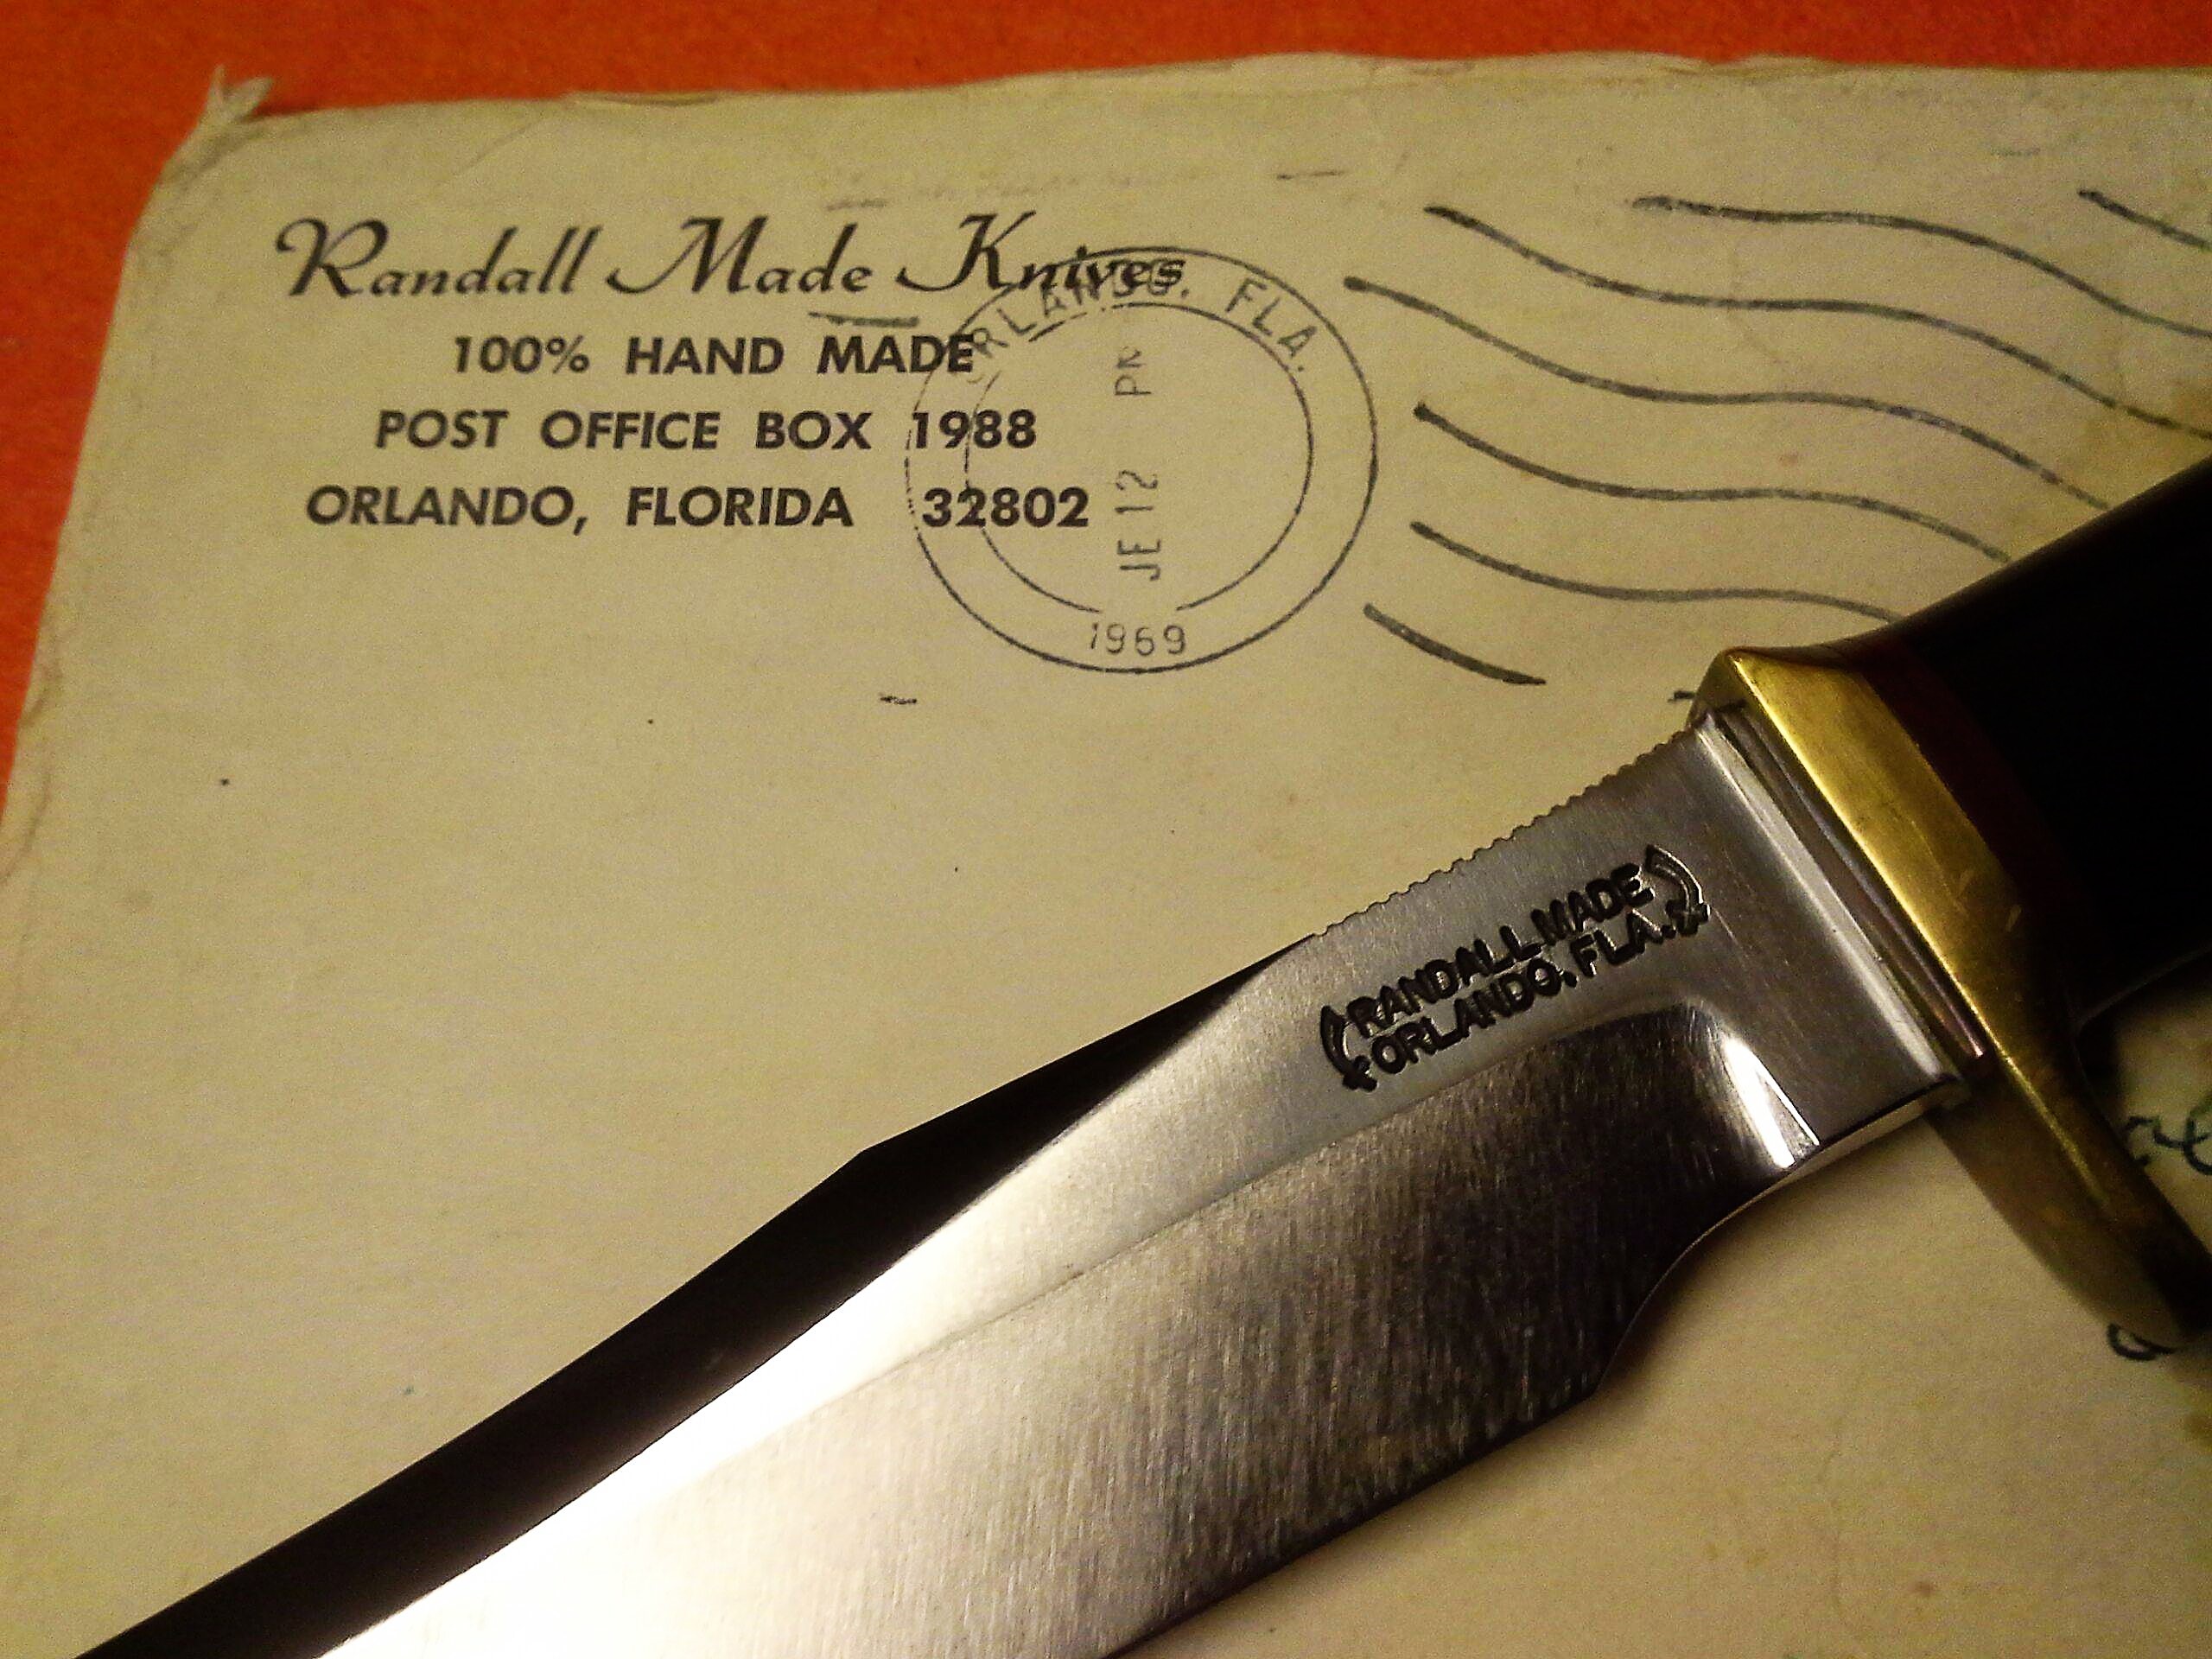 Randall Made Knives
100% HAND MADE
POST OFFICE BOX 1988
ORLANDO, FLORIDA 32802
ORLANDO, FLA.
PM
JE 12
1969
RANDALL MADE
ORLANDO, FLA.